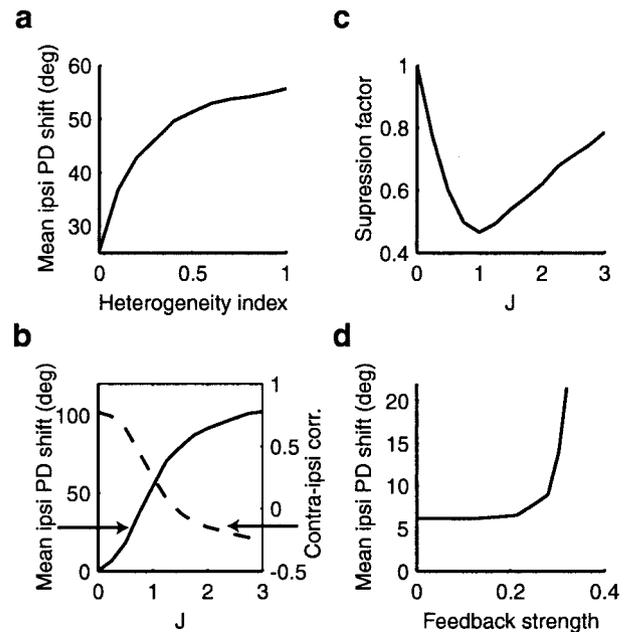 a
Mean ipsi PD shift (deg)
60
50
40
30
0
0.5
1
Heterogeneity index
c
Supression factor
1
0.8
0.6
0.4
0
1
2
3
J
b
Mean ipsi PD shift (deg)
100
50
0
1
0.5
0
-0.5
Contra-ipsi corr.
0
1
2
3
J
d
Mean ipsi PD shift (deg)
20
15
10
5
0
0
0.2
0.4
Feedback strength